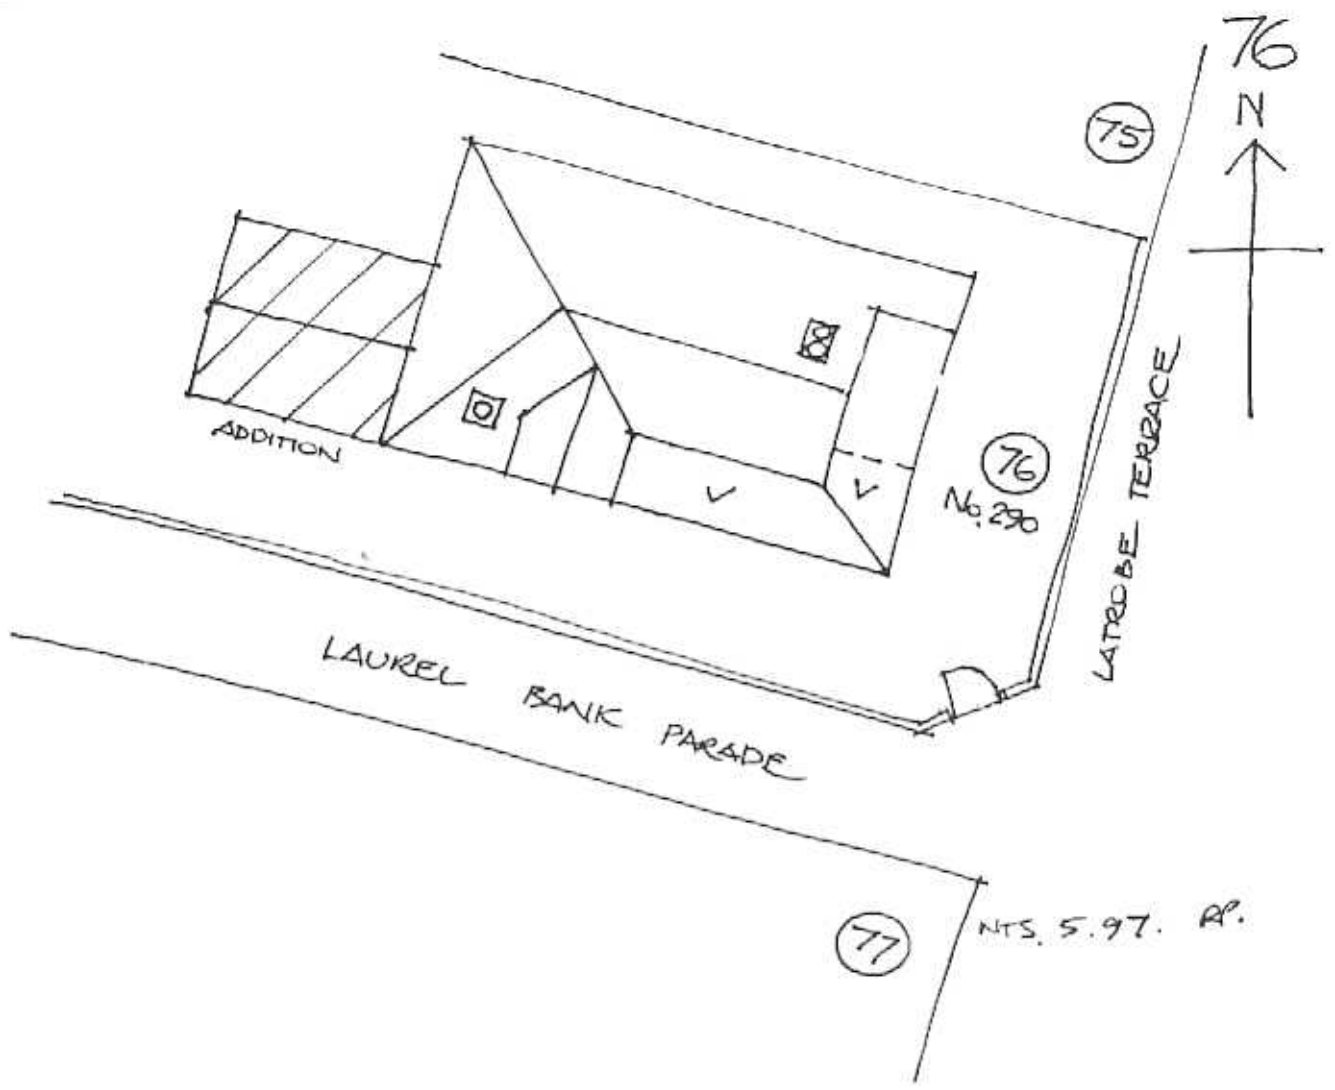 76
N
75
LATROBE TERRACE
76
No. 290
ADDITION
V
V
LAUREL BANK PARADE
77
NTS. 5.97. RP.